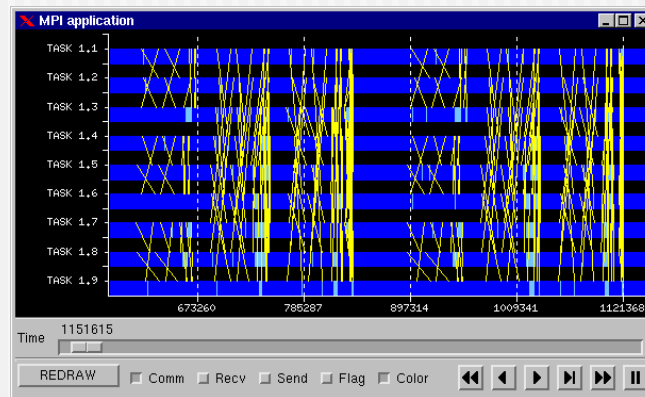 MPI application
TASK 1.1
TASK 1.2
TASK 1.3
TASK 1.4
TASK 1.5
TASK 1.6
TASK 1.7
TASK 1.8
TASK 1.9
673260 785287 897314 1009341 1121368
Time 1151615
REDRAW Comm Recv Send Flag Color